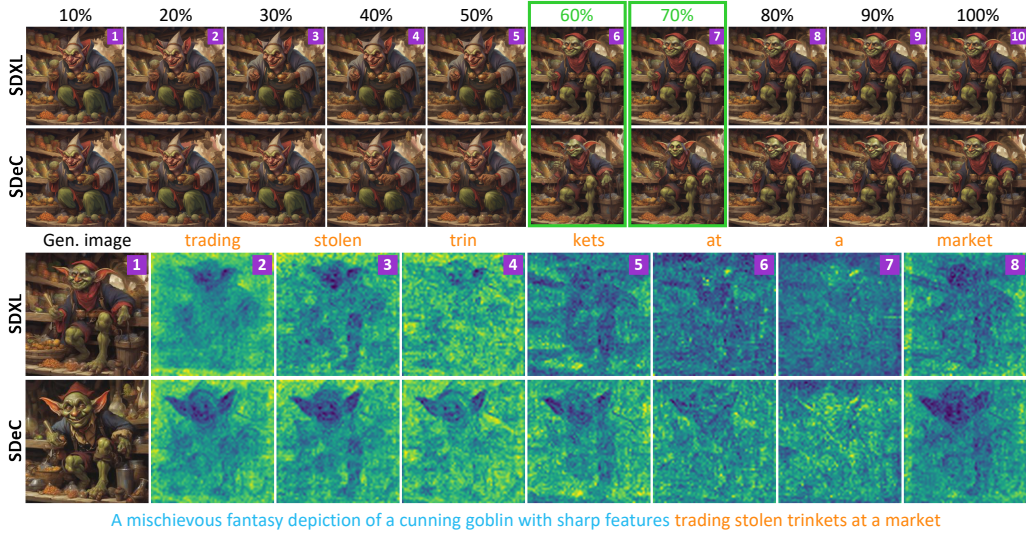 10% 20% 30% 40% 50% 60% 70% 80% 90% 100%
SDXL 1 2 3 4 5 6 7 8 9 10
SDeC
Gen. image trading stolen trin kets at a market
SDXL 1 2 3 4 5 6 7 8
SDeC
A mischievous fantasy depiction of a cunning goblin with sharp features trading stolen trinkets at a market